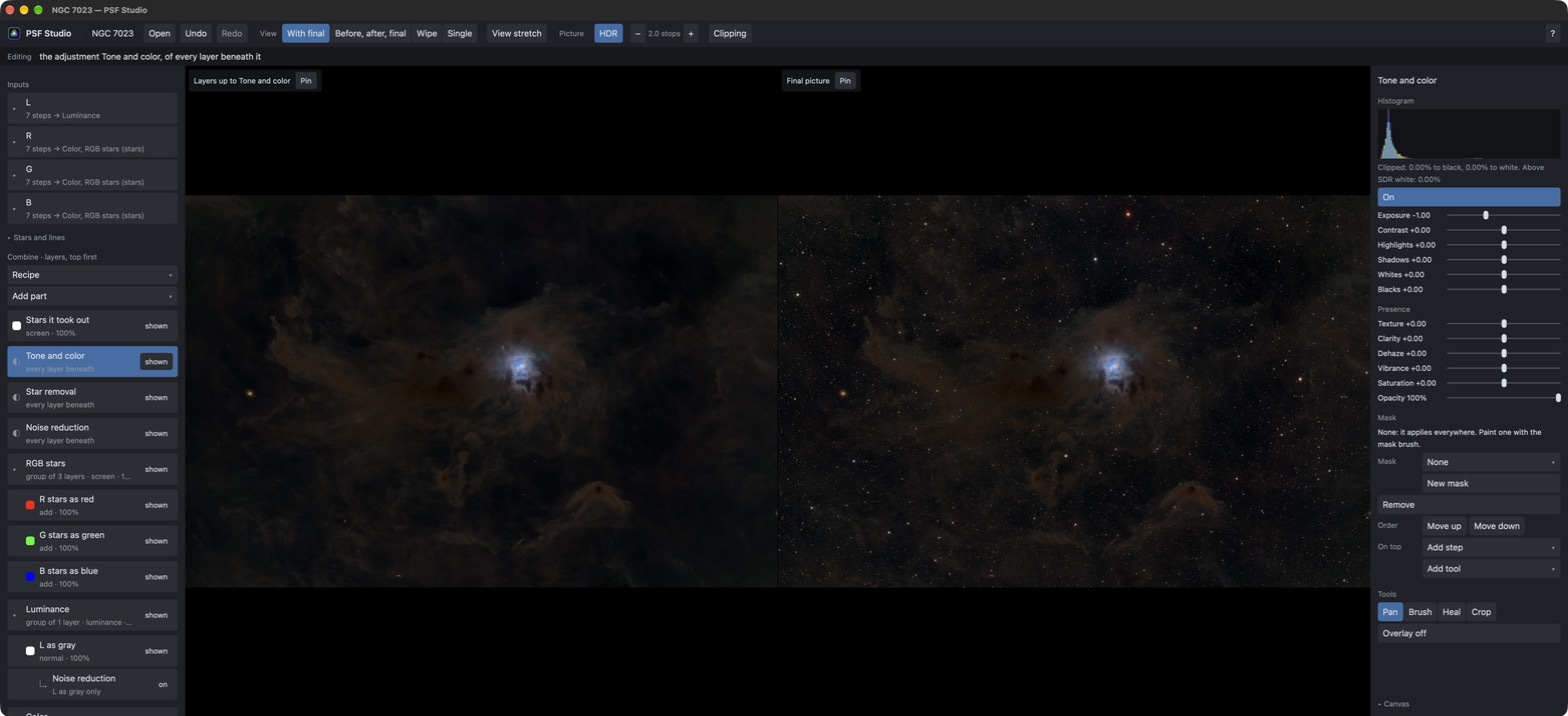 NGC 7023 — PSF Studio
PSF Studio NGC 7023 Open Undo Redo View With final Before, after, final Wipe Single View stretch Picture HDR − 2.0 stops + Clipping ?
Editing the adjustment Tone and color, of every layer beneath it
Inputs
L
7 steps → Luminance
R
7 steps → Color, RGB stars (stars)
G
7 steps → Color, RGB stars (stars)
B
7 steps → Color, RGB stars (stars)
Stars and lines
Combine · layers, top first
Recipe
Add part
Stars it took out
screen · 100%
shown
Tone and color
every layer beneath
shown
Star removal
every layer beneath
shown
Noise reduction
every layer beneath
shown
RGB stars
group of 3 layers · screen · 1...
shown
R stars as red
add · 100%
shown
G stars as green
add · 100%
shown
B stars as blue
add · 100%
shown
Luminance
group of 1 layer · luminance ·...
shown
L as gray
normal · 100%
shown
Noise reduction
L as gray only
on
Layers up to Tone and color Pin
Final picture Pin
Tone and color
Histogram
Clipped: 0.00% to black, 0.00% to white. Above
SDR white: 0.00%
On
Exposure -1.00
Contrast +0.00
Highlights +0.00
Shadows +0.00
Whites +0.00
Blacks +0.00
Presence
Texture +0.00
Clarity +0.00
Dehaze +0.00
Vibrance +0.00
Saturation +0.00
Opacity 100%
Mask
None: it applies everywhere. Paint one with the
mask brush.
Mask None
New mask
Remove
Order Move up Move down
On top Add step
Add tool
Tools
Pan Brush Heal Crop
Overlay off
Canvas